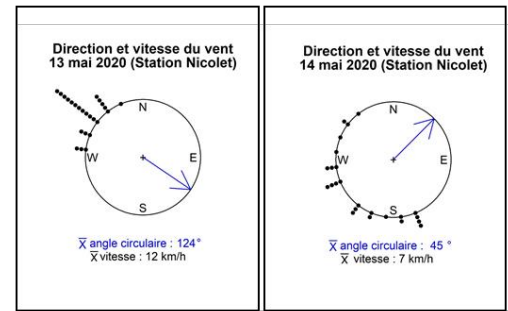 Direction et vitesse du vent
13 mai 2020 (Station Nicolet)
N
W
E
S
X angle circulaire : 124°
X vitesse : 12 km/h
Direction et vitesse du vent
14 mai 2020 (Station Nicolet)
N
W
E
S
X angle circulaire : 45 °
X vitesse : 7 km/h